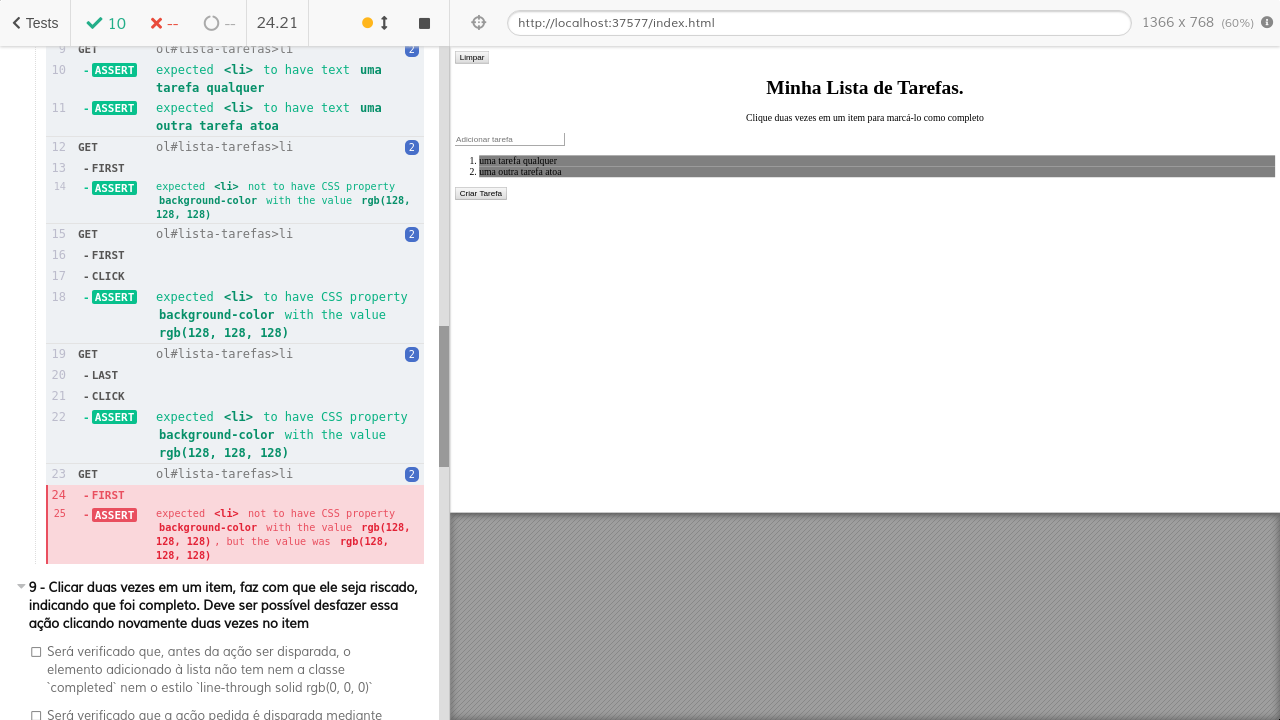 Tests
10
--
--
24.21
http://localhost:37577/index.html
1366 x 768 (60%)
9 GET ol#lista-tarefas>li 2
10 -ASSERT expected <li> to have text uma
tarefa qualquer
11 -ASSERT expected <li> to have text uma
outra tarefa atoa
12 GET ol#lista-tarefas>li 2
13 -FIRST
14 -ASSERT expected <li> not to have CSS property
background-color with the value rgb(128,
128, 128)
15 GET ol#lista-tarefas>li 2
16 -FIRST
17 -CLICK
18 -ASSERT expected <li> to have CSS property
background-color with the value
rgb(128, 128, 128)
19 GET ol#lista-tarefas>li 2
20 -LAST
21 -CLICK
22 -ASSERT expected <li> to have CSS property
background-color with the value
rgb(128, 128, 128)
23 GET ol#lista-tarefas>li 2
24 -FIRST
25 -ASSERT expected <li> not to have CSS property
background-color with the value rgb(128,
128, 128), but the value was rgb(128,
128, 128)
9 - Clicar duas vezes em um item, faz com que ele seja riscado,
indicando que foi completo. Deve ser possível desfazer essa
ação clicando novamente duas vezes no item
Será verificado que, antes da ação ser disparada, o
elemento adicionado à lista não tem nem a classe
`completed` nem o estilo `line-through solid rgb(0, 0, 0)`
Será verificado que a ação pedida é disparada mediante
Limpar
Minha Lista de Tarefas.
Clique duas vezes em um item para marcá-lo como completo
Adicionar tarefa
1. uma tarefa qualquer
2. uma outra tarefa atoa
Criar Tarefa